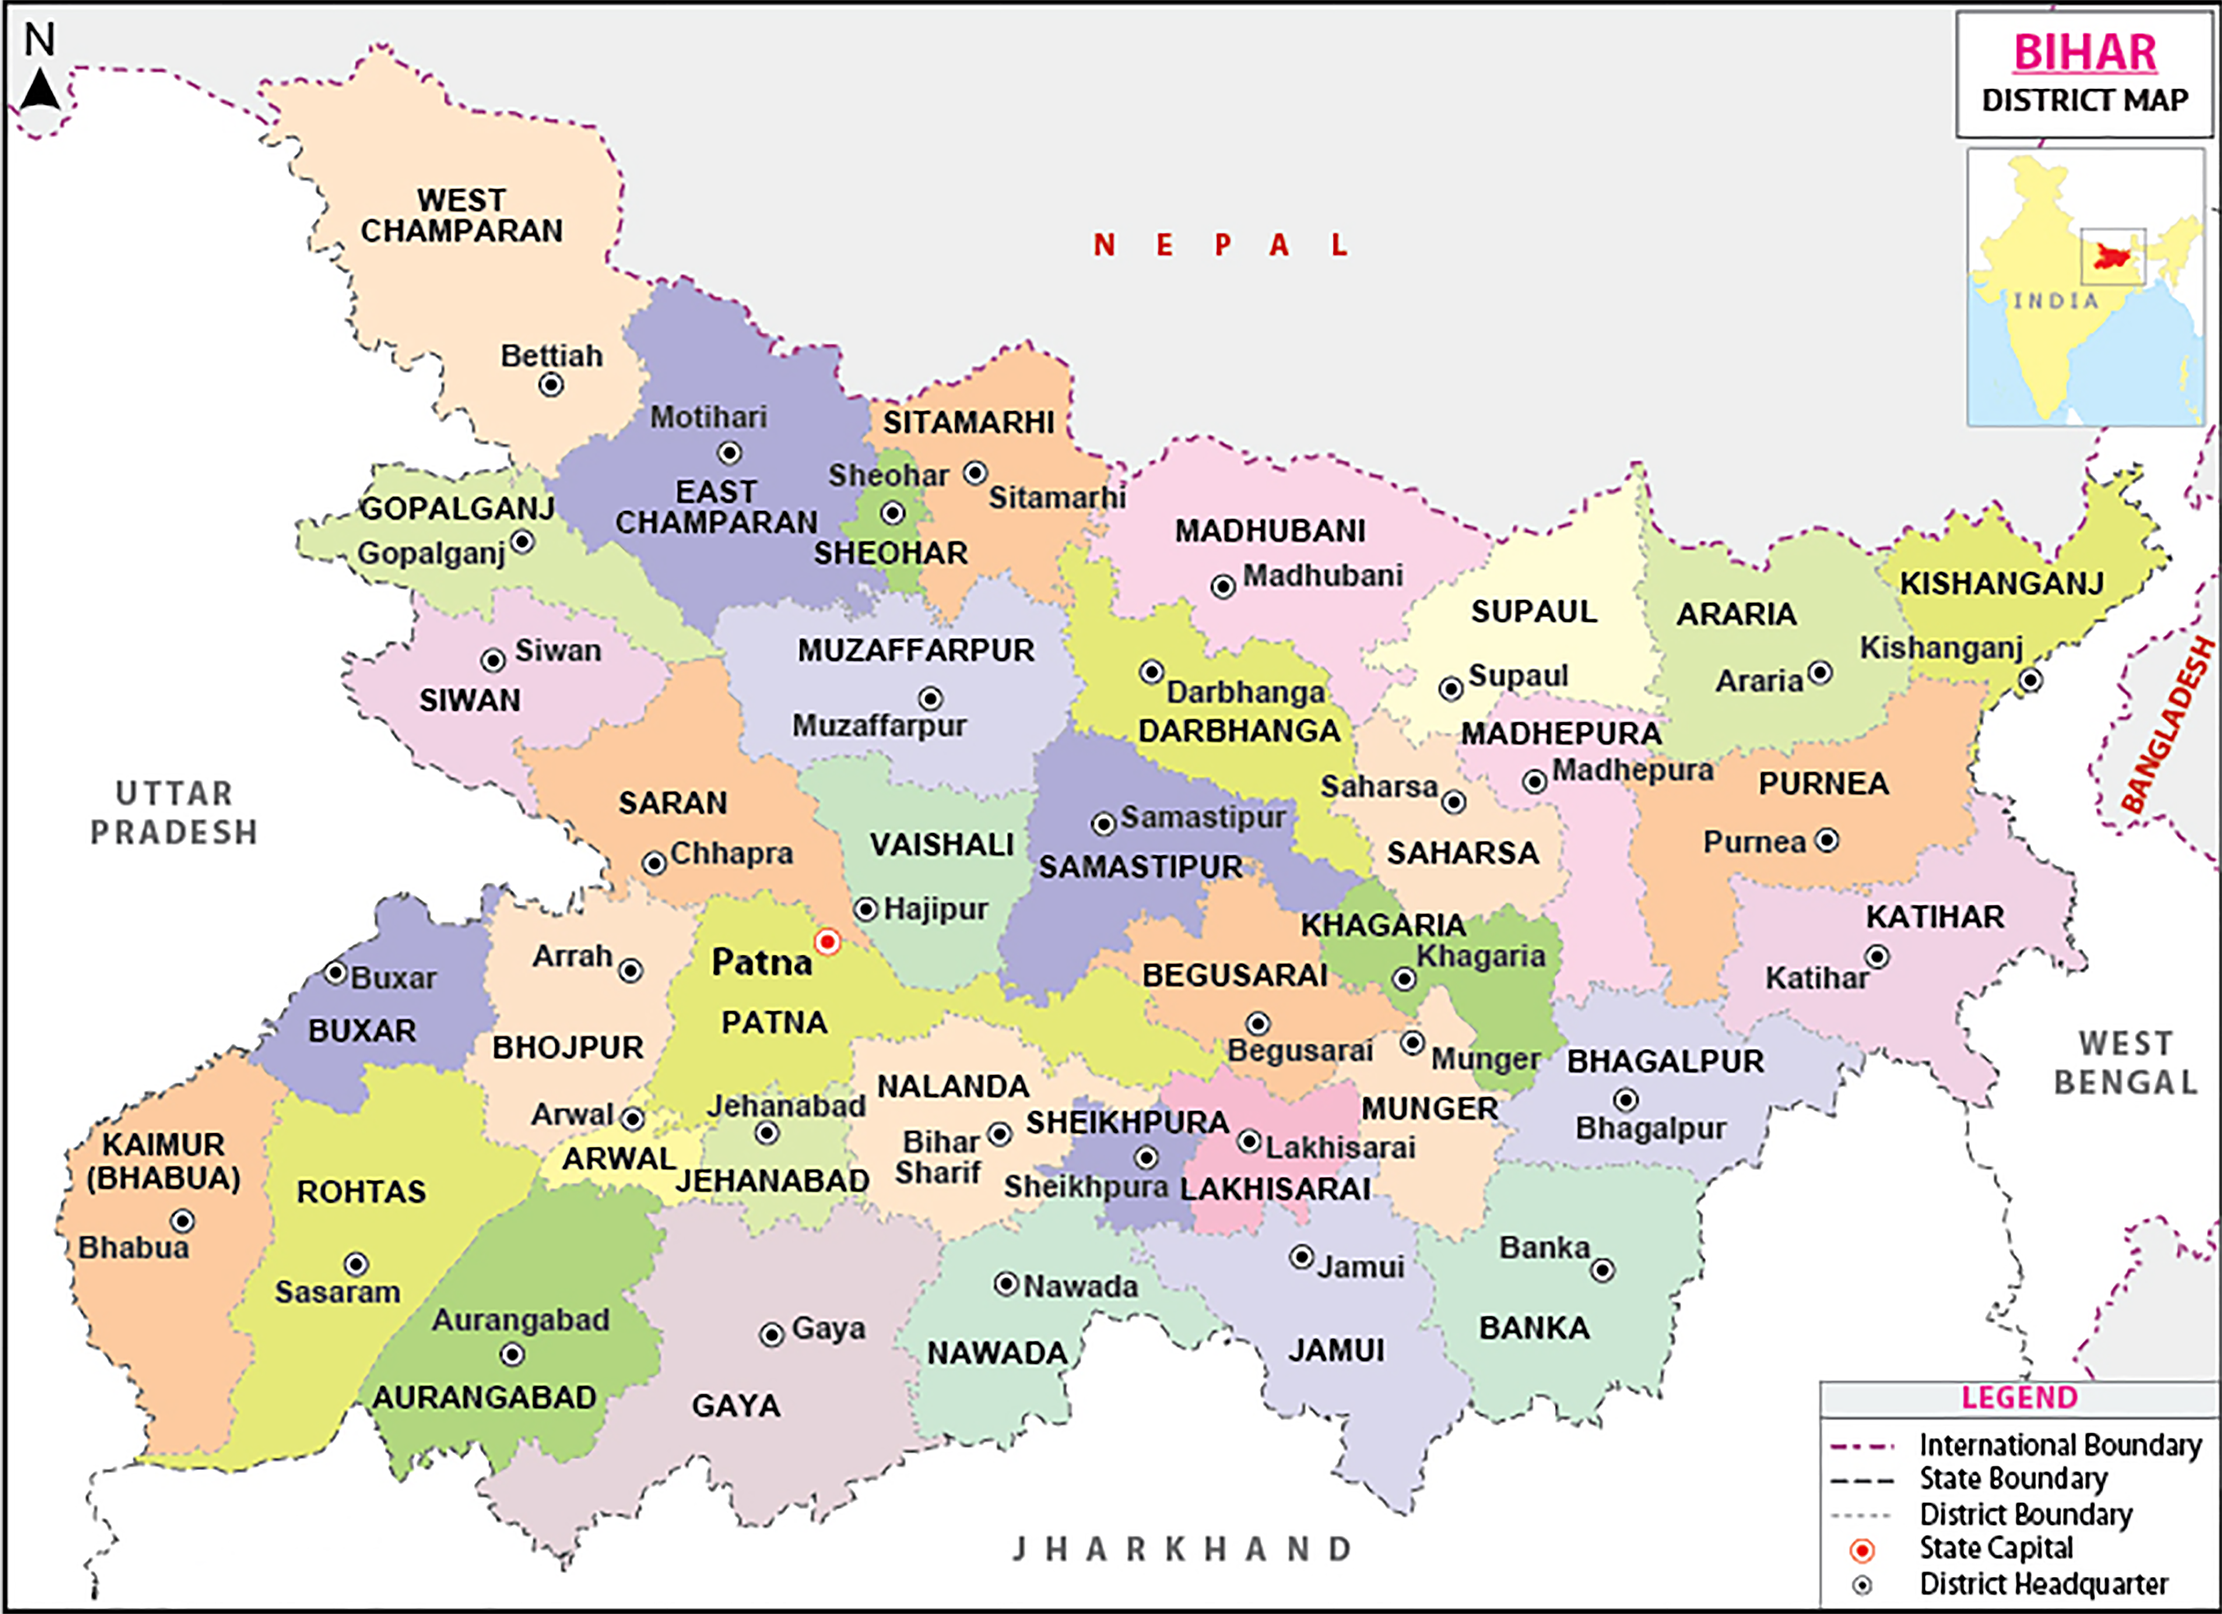 N
BIHAR
DISTRICT MAP
INDIA
NEPAL
WEST
CHAMPARAN
Bettiah
Motihari
EAST
CHAMPARAN
SITAMARHI
Sitamarhi
Sheohar
SHEOHAR
GOPALGANJ
Gopalganj
MADHUBANI
Madhubani
SUPAUL
Supaul
ARARIA
Araria
KISHANGANJ
Kishanganj
BANGLADESH
Siwan
SIWAN
MUZAFFARPUR
Muzaffarpur
Darbhanga
DARBHANGA
MADHEPURA
Madhepura
PURNEA
Purnea
UTTAR
PRADESH
SARAN
Chhapra
VAISHALI
Hajipur
Samastipur
SAMASTIPUR
Saharsa
SAHARSA
KATIHAR
Katihar
KHAGARIA
Khagaria
Buxar
BUXAR
Arrah
BHOJPUR
Patna
PATNA
BEGUSARAI
Begusarai
Munger
MUNGER
BHAGALPUR
Bhagalpur
WEST
BENGAL
KAIMUR
(BHABUA)
Bhabua
ROHTAS
Sasaram
Arwal
ARWAL
Jehanabad
JEHANABAD
NALANDA
Bihar
Sharif
SHEIKHPURA
Sheikhpura
Lakhisarai
LAKHISARAI
Aurangabad
AURANGABAD
Gaya
GAYA
Nawada
NAWADA
Jamui
JAMUI
Banka
BANKA
JHARKHAND
LEGEND
International Boundary
State Boundary
District Boundary
State Capital
District Headquarter